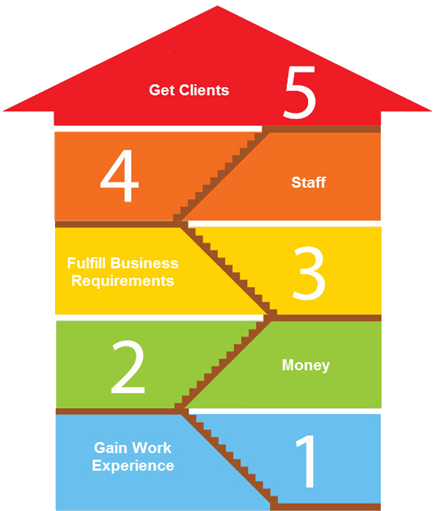 Get Clients 5
4 Staff
Fulfill Business
Requirements 3
2 Money
Gain Work
Experience 1